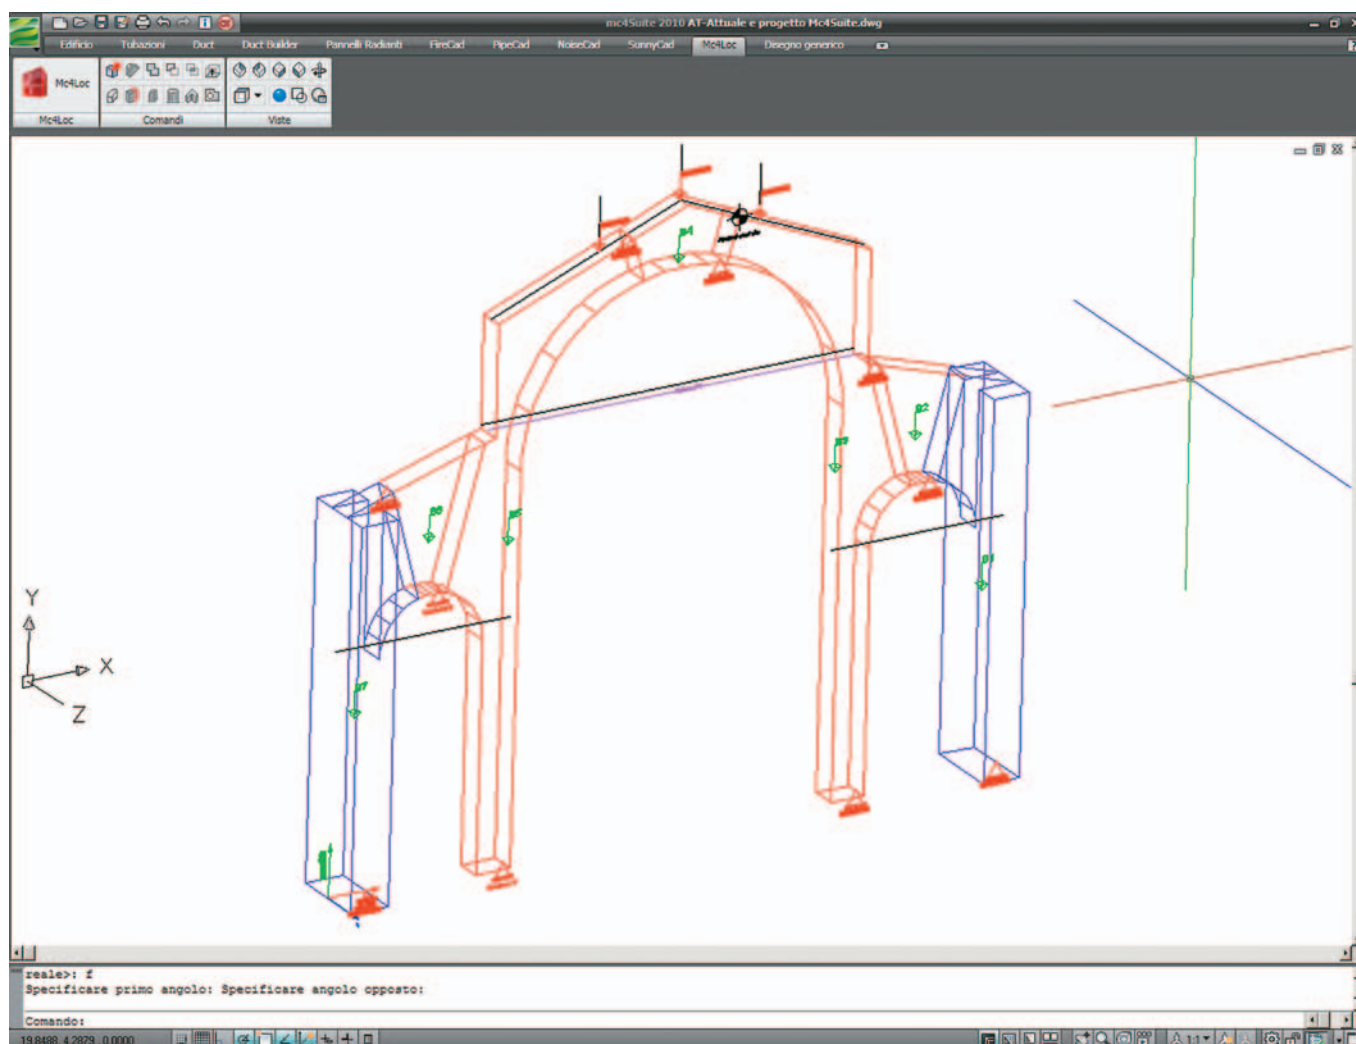 mc4Suite 2010 AT-Attuale e progetto Mc4Suite.dwg
Edificio Tubazioni Duct Duct Builder Pannelli Radianti FireCad PipeCad NoiseCad SunnyCad Mc4Loc Disegno generico
Mc4Loc
Mc4Loc Comandi Viste
Y
X
Z
reale>: f
Specificare primo angolo: Specificare angolo opposto:
Comando:
19.8488, 4.2879, 0.0000 1:1